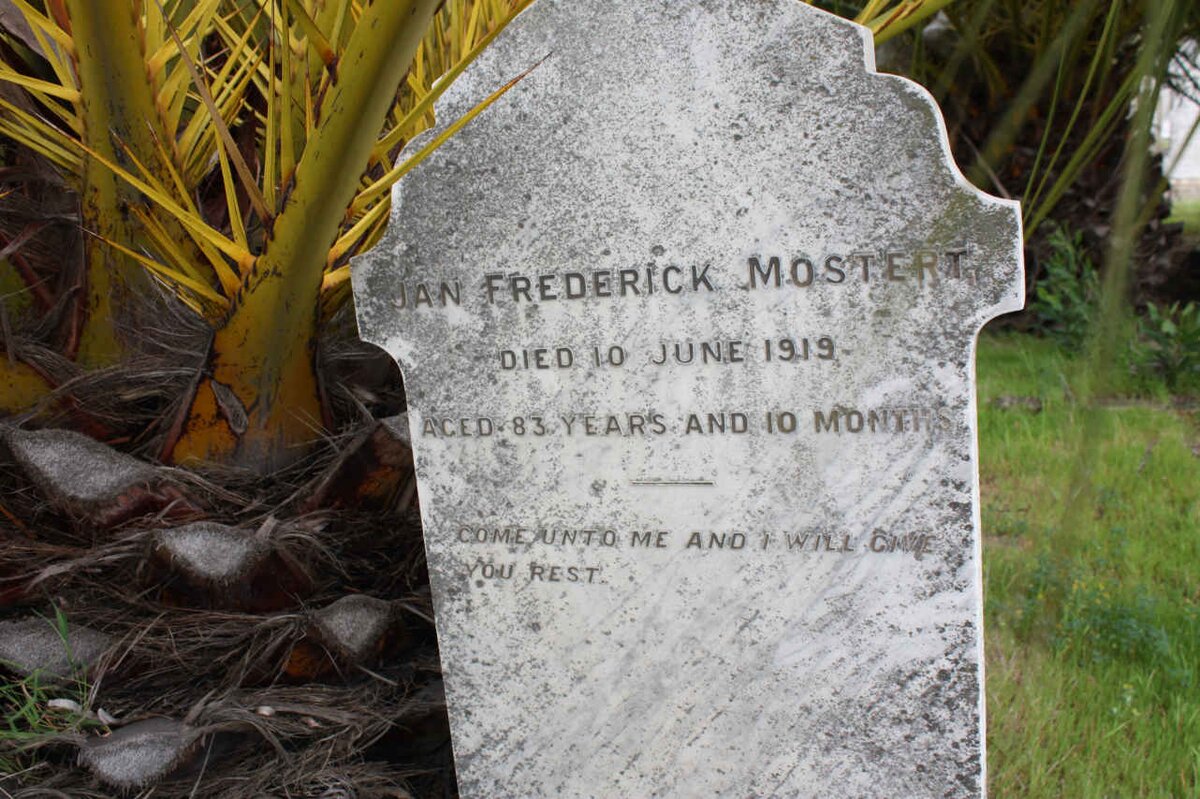 JAN FREDERICK MOSTERT,
DIED 10 JUNE 1919.
AGED 83 YEARS AND 10 MONTHS
COME UNTO ME AND I WILL GIVE
YOU REST.